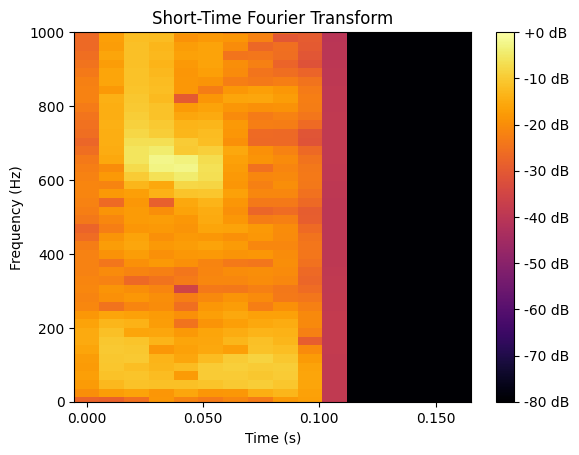 Short-Time Fourier Transform
Frequency (Hz)
1000
800
600
400
200
0
0.000
0.050
0.100
0.150
Time (s)
+0 dB
-10 dB
-20 dB
-30 dB
-40 dB
-50 dB
-60 dB
-70 dB
-80 dB